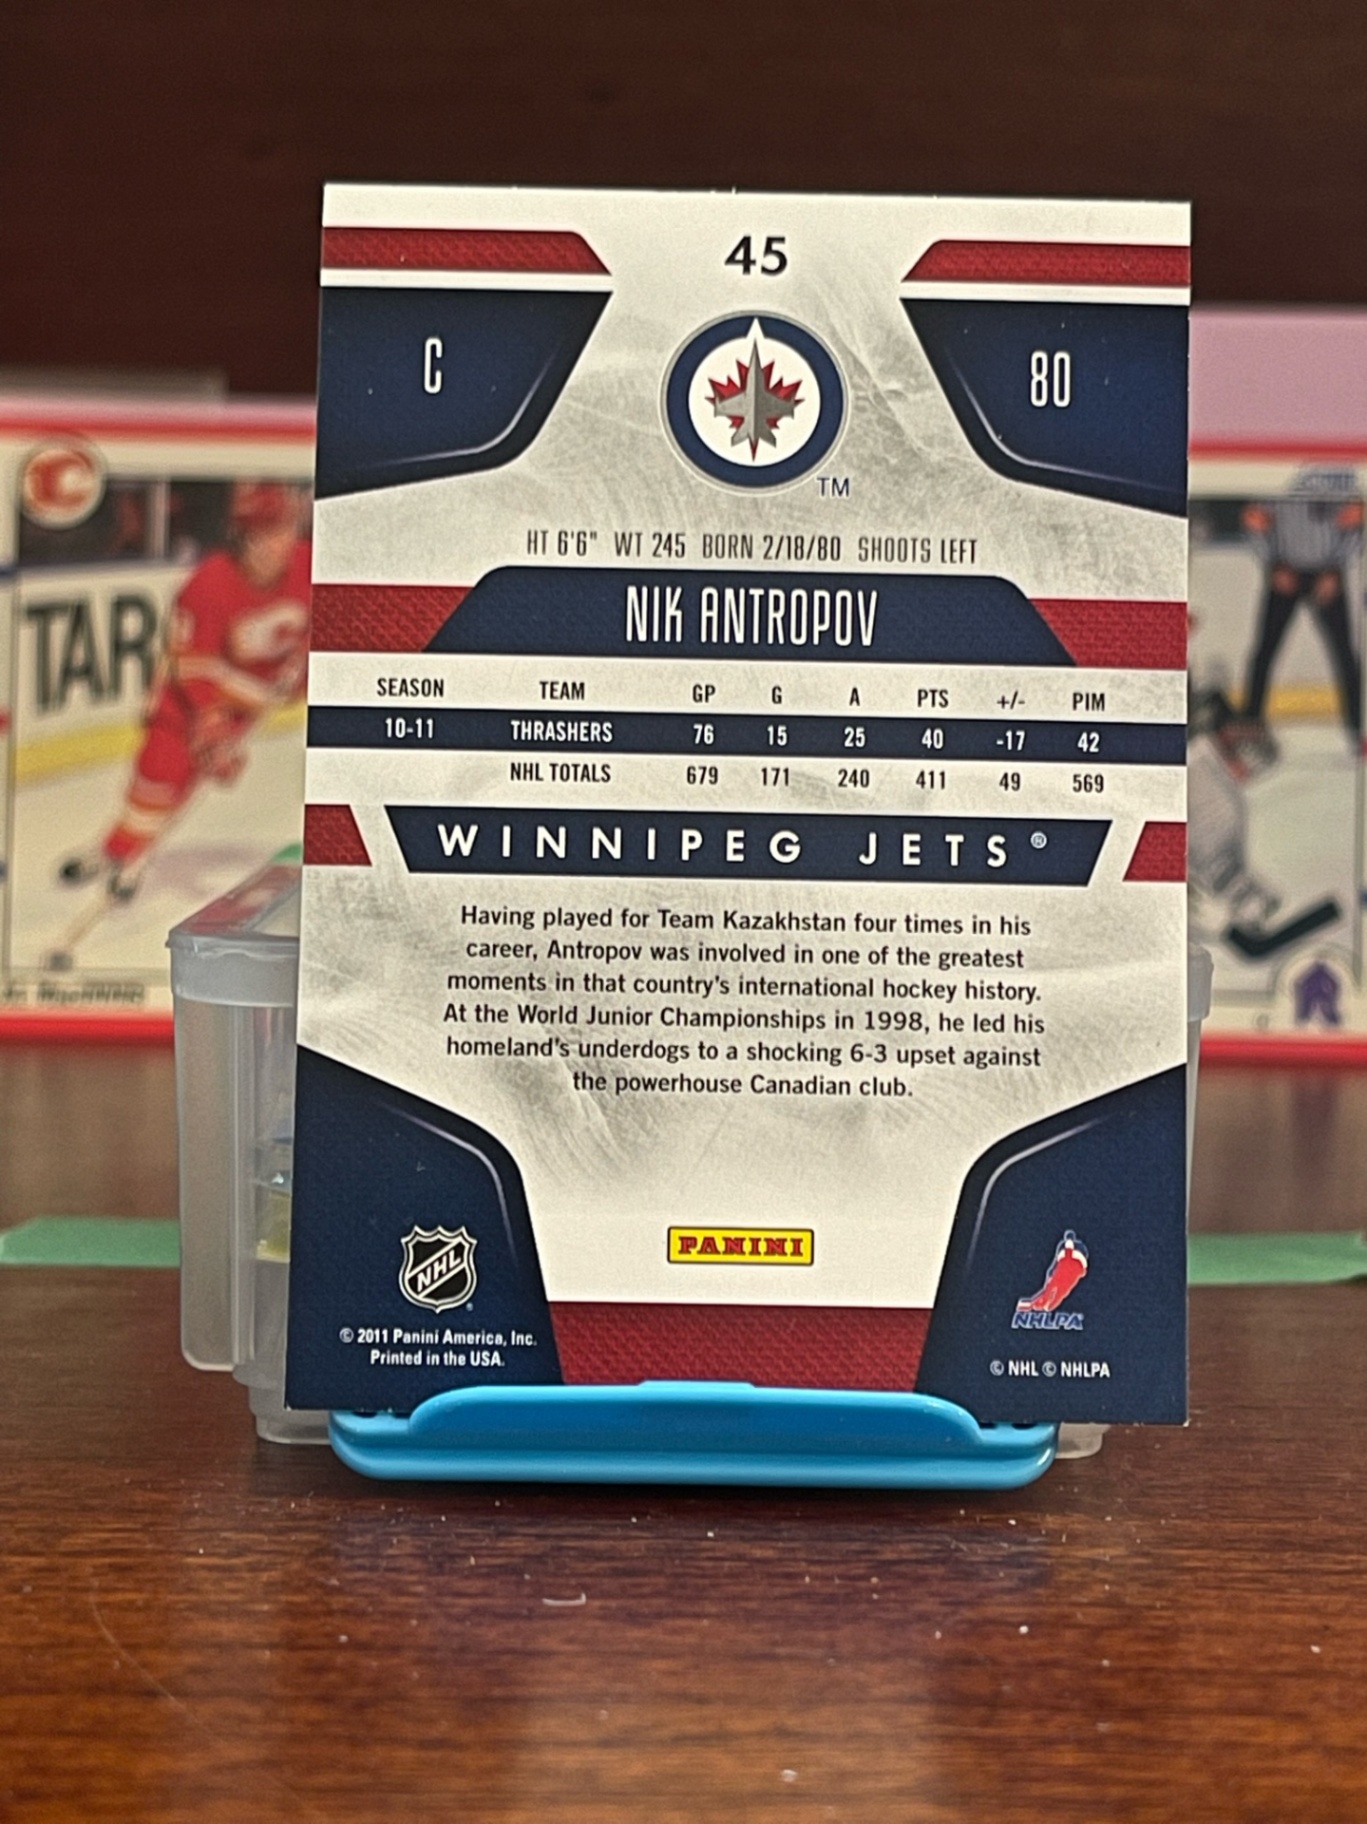 45
C
80
TM
HT 6'6" WT 245 BORN 2/18/80 SHOOTS LEFT
NIK ANTROPOV
SEASON TEAM GP G A PTS +/- PIM
10-11 THRASHERS 76 15 25 40 -17 42
NHL TOTALS 679 171 240 411 49 569
WINNIPEG JETS®
Having played for Team Kazakhstan four times in his
career, Antropov was involved in one of the greatest
moments in that country's international hockey history.
At the World Junior Championships in 1998, he led his
homeland's underdogs to a shocking 6-3 upset against
the powerhouse Canadian club.
PANINI
NHL
NHLPA
© 2011 Panini America, Inc.
Printed in the USA.
© NHL © NHLPA
TAR